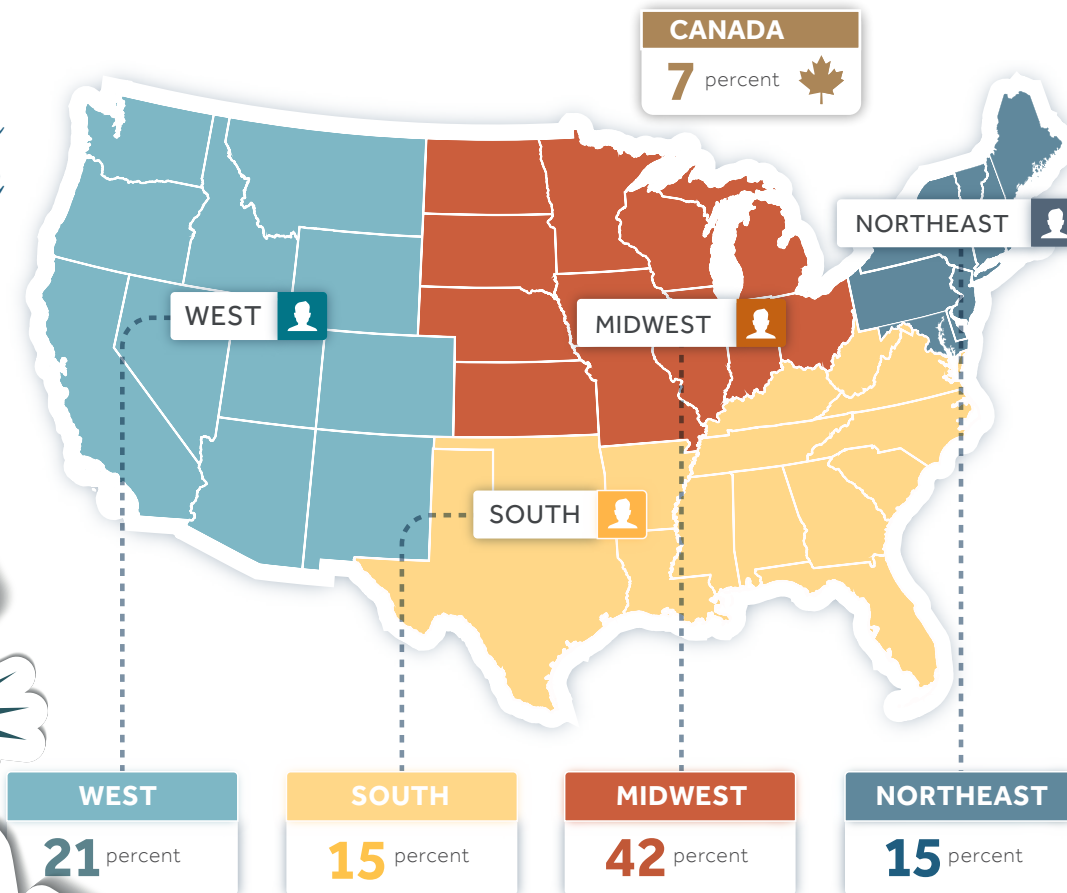 CANADA
7 percent
NORTHEAST
WEST
MIDWEST
SOUTH
WEST
21 percent
SOUTH
15 percent
MIDWEST
42 percent
NORTHEAST
15 percent